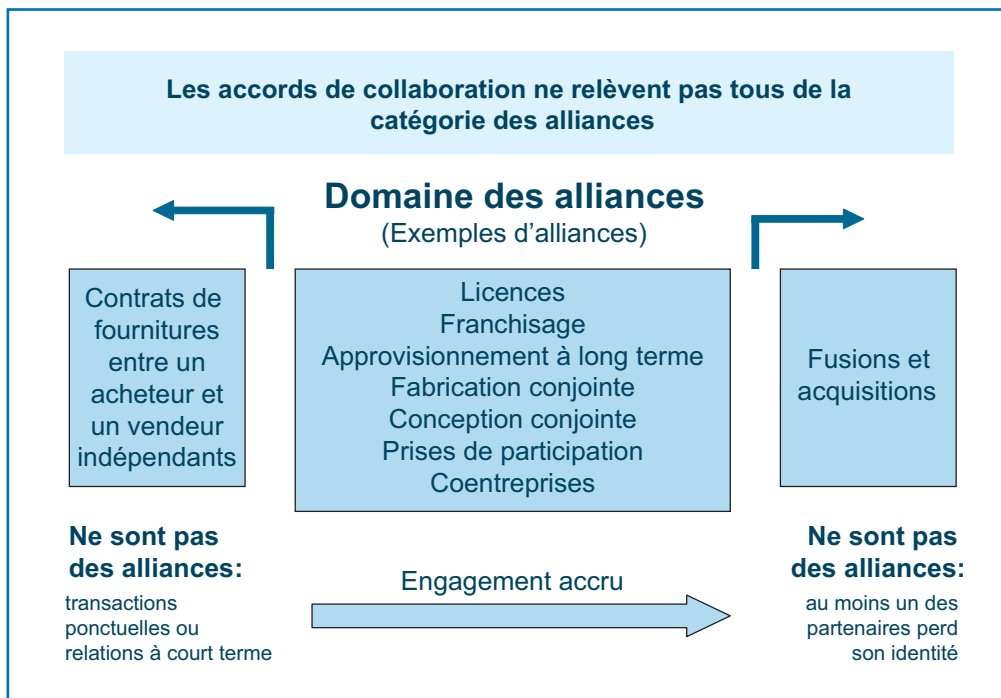 Les accords de collaboration ne relèvent pas tous de la
catégorie des alliances
Domaine des alliances
(Exemples d’alliances)
Contrats de
fournitures
entre un
acheteur et
un vendeur
indépendants
Licences
Franchisage
Approvisionnement à long terme
Fabrication conjointe
Conception conjointe
Prises de participation
Coentreprises
Fusions et
acquisitions
Ne sont pas
des alliances:
transactions
ponctuelles ou
relations à court terme
Engagement accru
Ne sont pas
des alliances:
au moins un des
partenaires perd
son identité